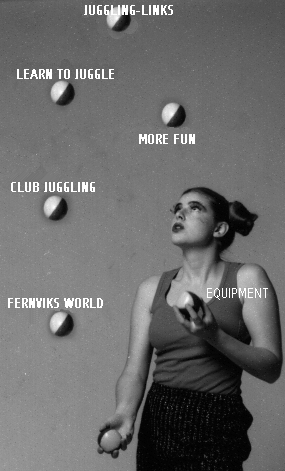 JUGGLING-LINKS
LEARN TO JUGGLE
MORE FUN
CLUB JUGGLING
FERNVIKS WORLD
EQUIPMENT